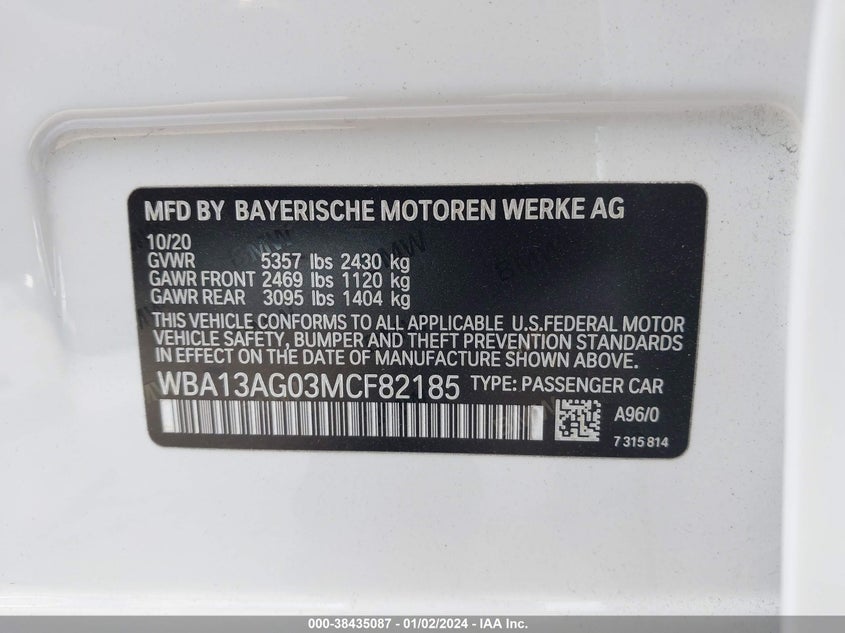 MFD BY BAYERISCHE MOTOREN WERKE AG
10/20
GVWR 5357 lbs 2430 kg
GAWR FRONT 2469 lbs 1120 kg
GAWR REAR 3095 lbs 1404 kg
THIS VEHICLE CONFORMS TO ALL APPLICABLE U.S.FEDERAL MOTOR
VEHICLE SAFETY, BUMPER AND THEFT PREVENTION STANDARDS
IN EFFECT ON THE DATE OF MANUFACTURE SHOWN ABOVE.
WBA13AG03MCF82185 TYPE: PASSENGER CAR
A96/0
7 315 814
000-38435087 - 01/02/2024 - IAA Inc.